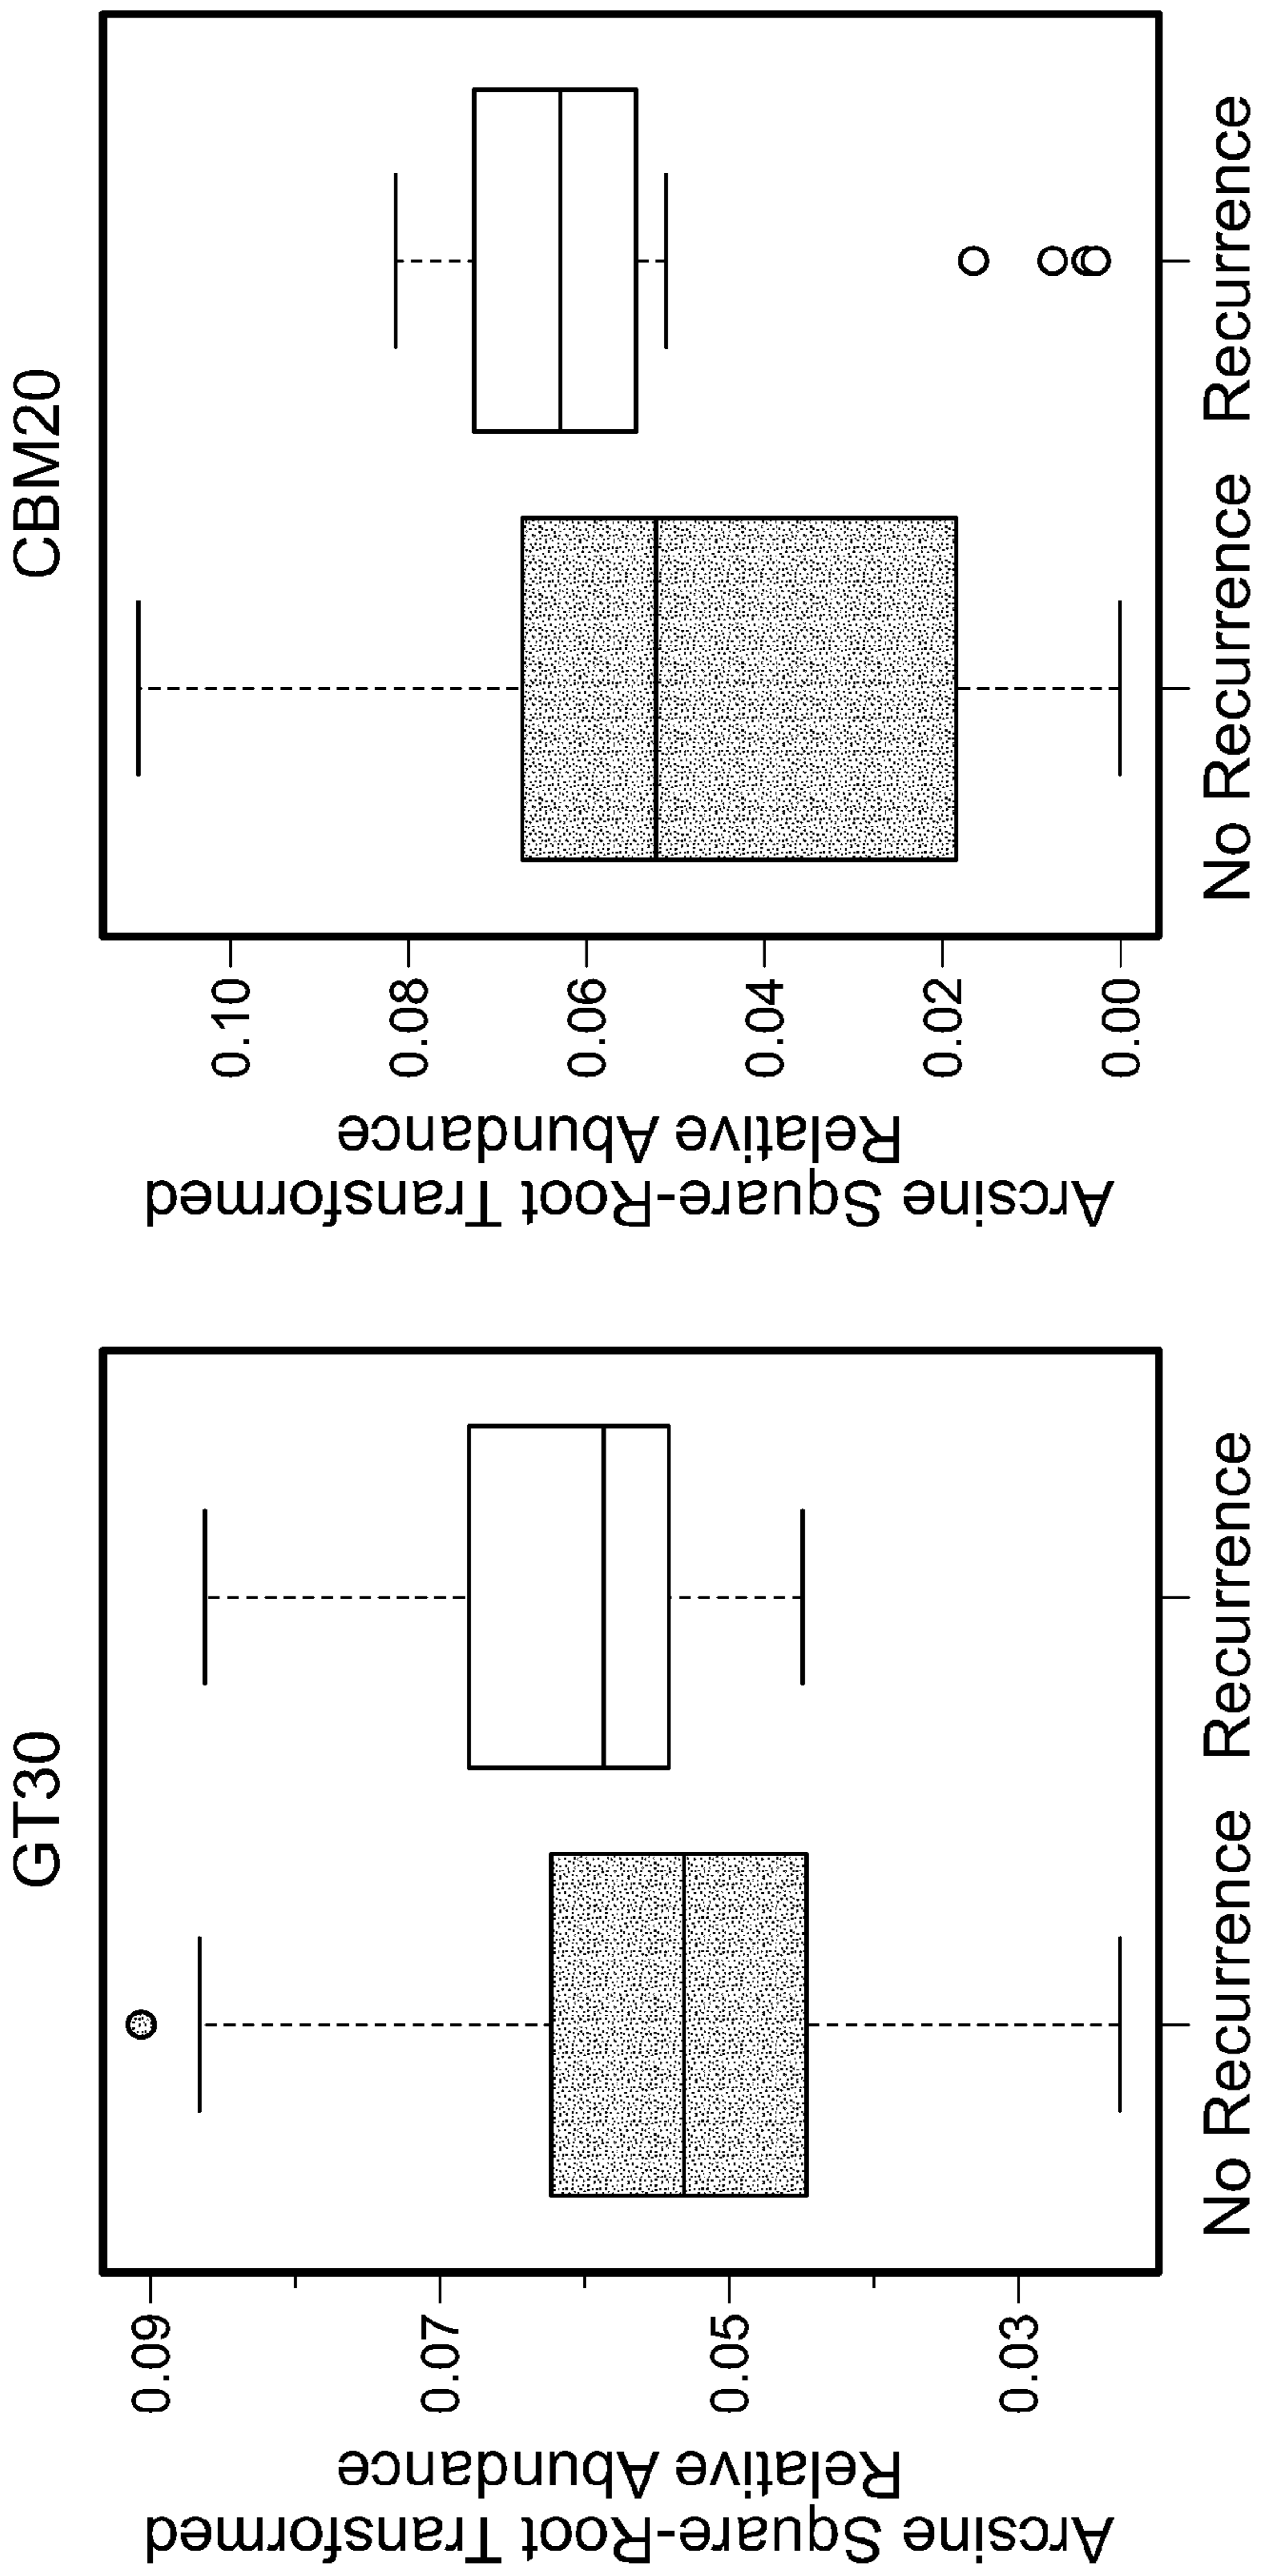 GT30
Arcsine Square-Root Transformed
Relative Abundance
0.09
0.07
0.05
0.03
No Recurrence
Recurrence
CBM20
Arcsine Square-Root Transformed
Relative Abundance
0.10
0.08
0.06
0.04
0.02
0.00
No Recurrence
Recurrence